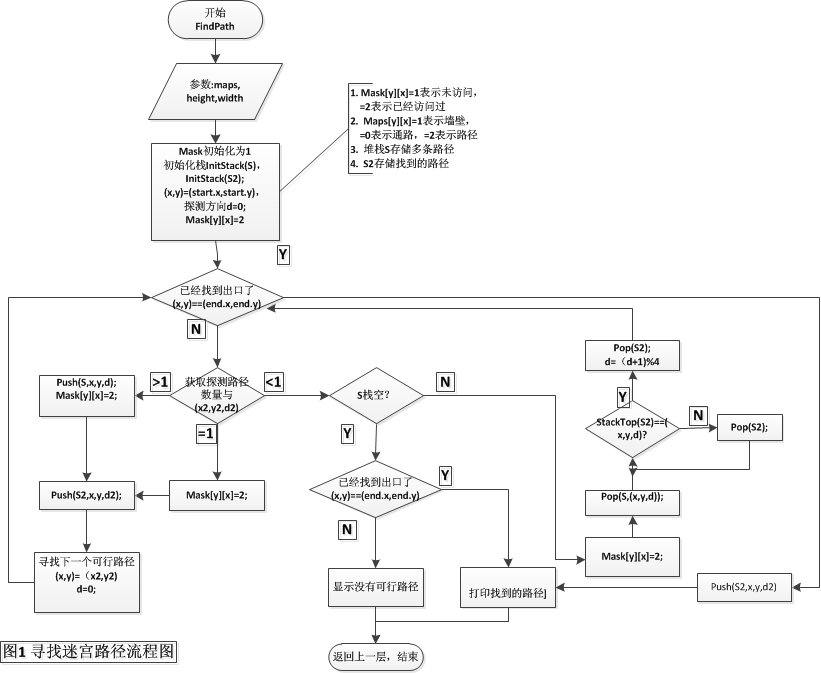 开始
FindPath
参数:maps,
height,width
1. Mask[y][x]=1表示未访问,
=2表示已经访问过
2. Maps[y][x]=1表示墙壁,
=0表示通路，=2表示路径
3. 堆栈S存储多条路径
4. S2存储找到的路径
Mask初始化为1
初始化栈InitStack(S),
InitStack(S2);
(x,y)=(start.x,start.y),
探测方向d=0;
Mask[y][x]=2
Y
已经找到出口了
(x,y)==(end.x,end.y)
N
Pop(S2);
d=（d+1)%4
>1
获取探测路径
数量与
(x2,y2,d2)
<1
=1
Push(S,x,y,d);
Mask[y][x]=2;
S栈空?
N
Y
Y
StackTop(S2)==(
x,y,d)?
N
Pop(S2);
Push(S2,x,y,d2);
Mask[y][x]=2;
已经找到出口了
(x,y)==(end.x,end.y)
Y
N
Pop(S,(x,y,d));
Mask[y][x]=2;
寻找下一个可行路径
(x,y)=（x2,y2)
d=0;
显示没有可行路径
打印找到的路径]
Push(S2,x,y,d2)
返回上一层，结束
图1 寻找迷宫路径流程图